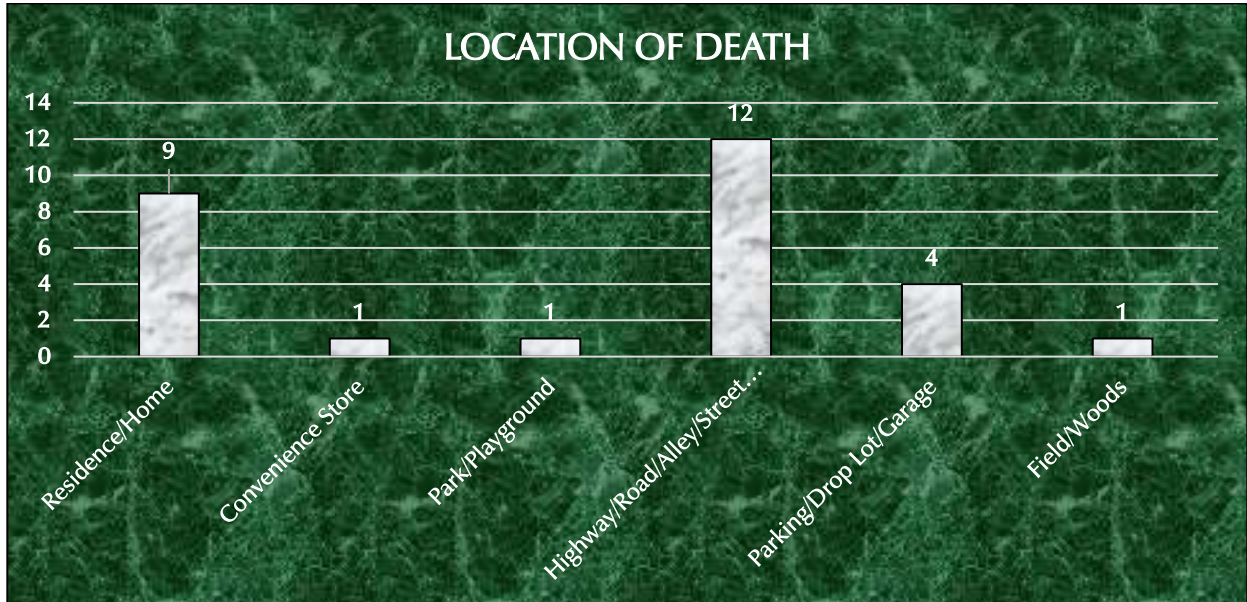 LOCATION OF DEATH
14
12
10
8
6
4
2
0
9
1
1
12
4
1
Residence/Home
Convenience Store
Park/Playground
Highway/Road/Alley/Street...
Parking/Drop Lot/Garage
Field/Woods